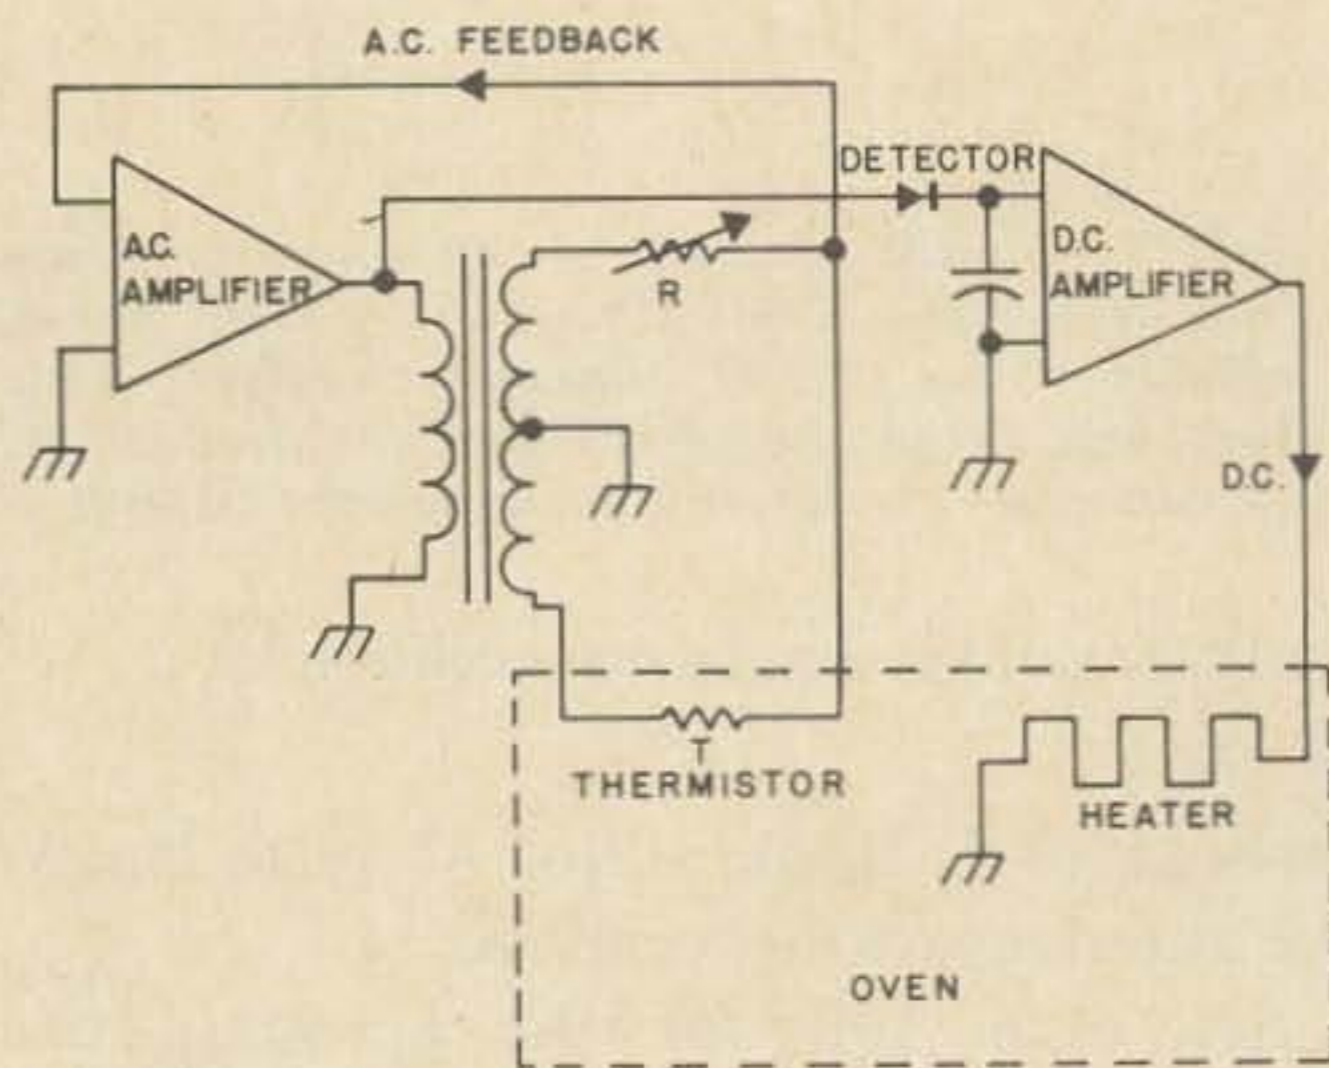 A.C. FEEDBACK
DETECTOR
A.C.
AMPLIFIER
D.C.
AMPLIFIER
R
D.C.
T
THERMISTOR
HEATER
OVEN